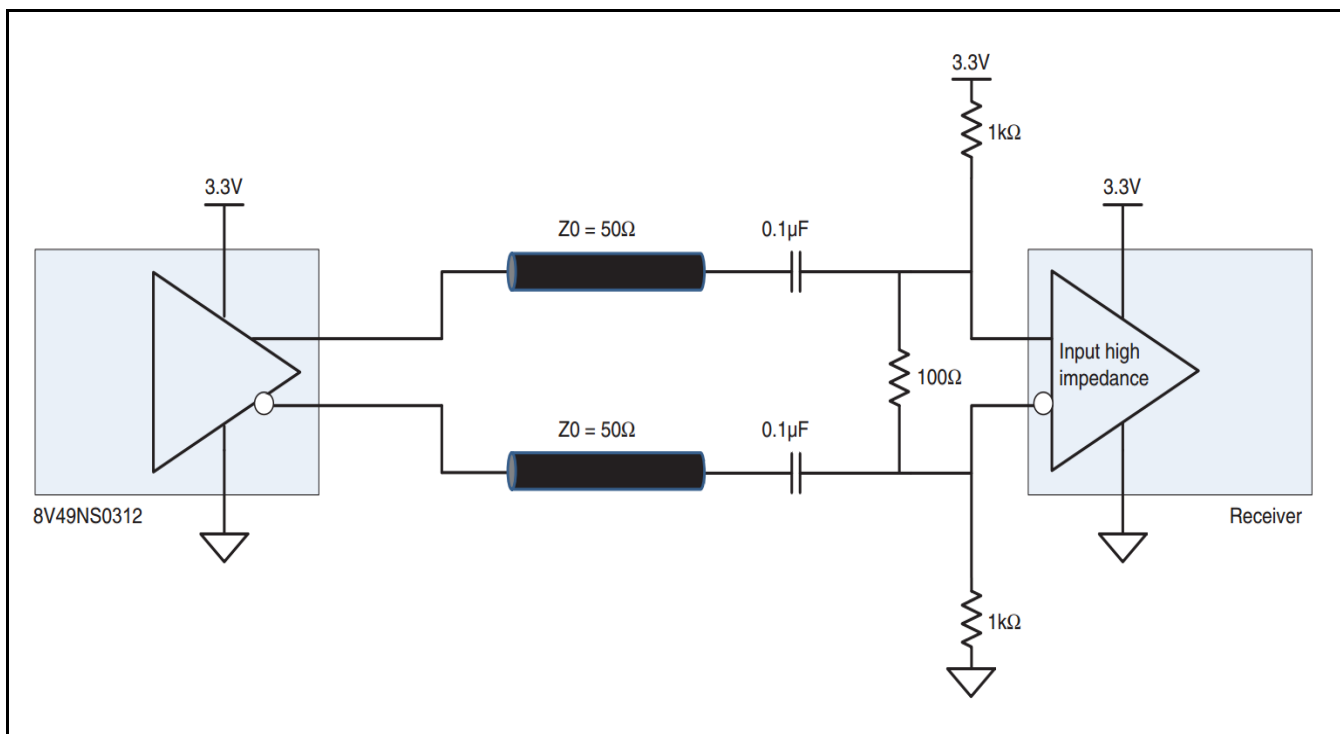 3.3V
1kΩ
3.3V
3.3V
Z0 = 50Ω
0.1µF
Input high
impedance
100Ω
Z0 = 50Ω
0.1µF
8V49NS0312
Receiver
1kΩ